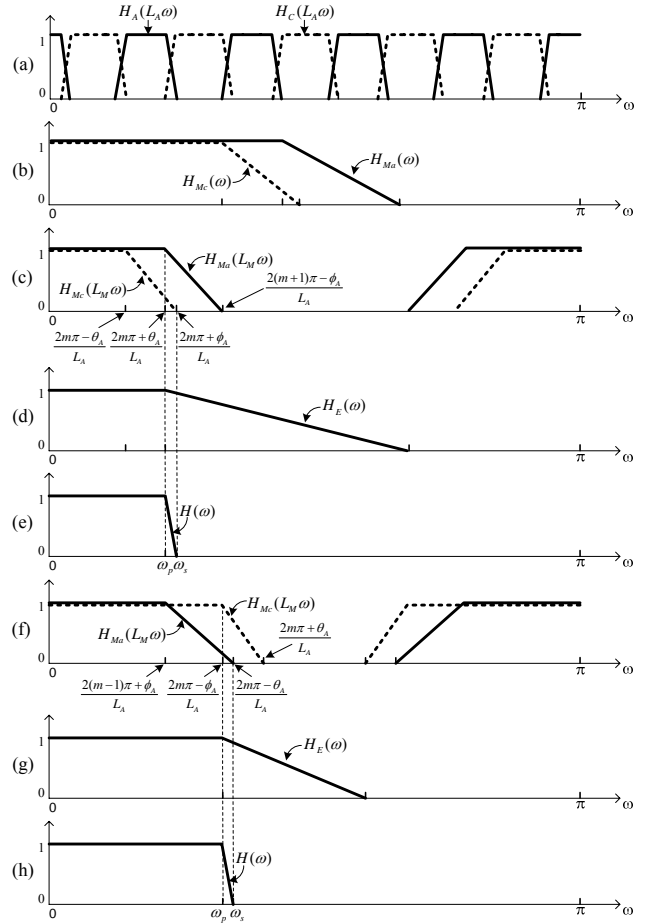 H_A(L_Aω) H_C(L_Aω)
(a) 1 0 0 π ω
(b) 1 0 0 π ω
H_Mc(ω) H_Ma(ω)
(c) 1 0 0 π ω
H_Mc(L_Mω) H_Ma(L_Mω) 2(m+1)π−ϕ_A / L_A
2mπ−θ_A / L_A 2mπ+θ_A / L_A 2mπ+ϕ_A / L_A
(d) 1 0 0 π ω
H_E(ω)
(e) 1 0 0 π ω
H(ω)
ω_p ω_s
(f) 1 0 π ω
H_Ma(L_Mω) H_Mc(L_Mω) 2mπ+θ_A / L_A
2(m−1)π+ϕ_A / L_A 2mπ−ϕ_A / L_A 2mπ−θ_A / L_A
(g) 1 0 0 π ω
H_E(ω)
(h) 1 0 0 π ω
H(ω)
ω_p ω_s